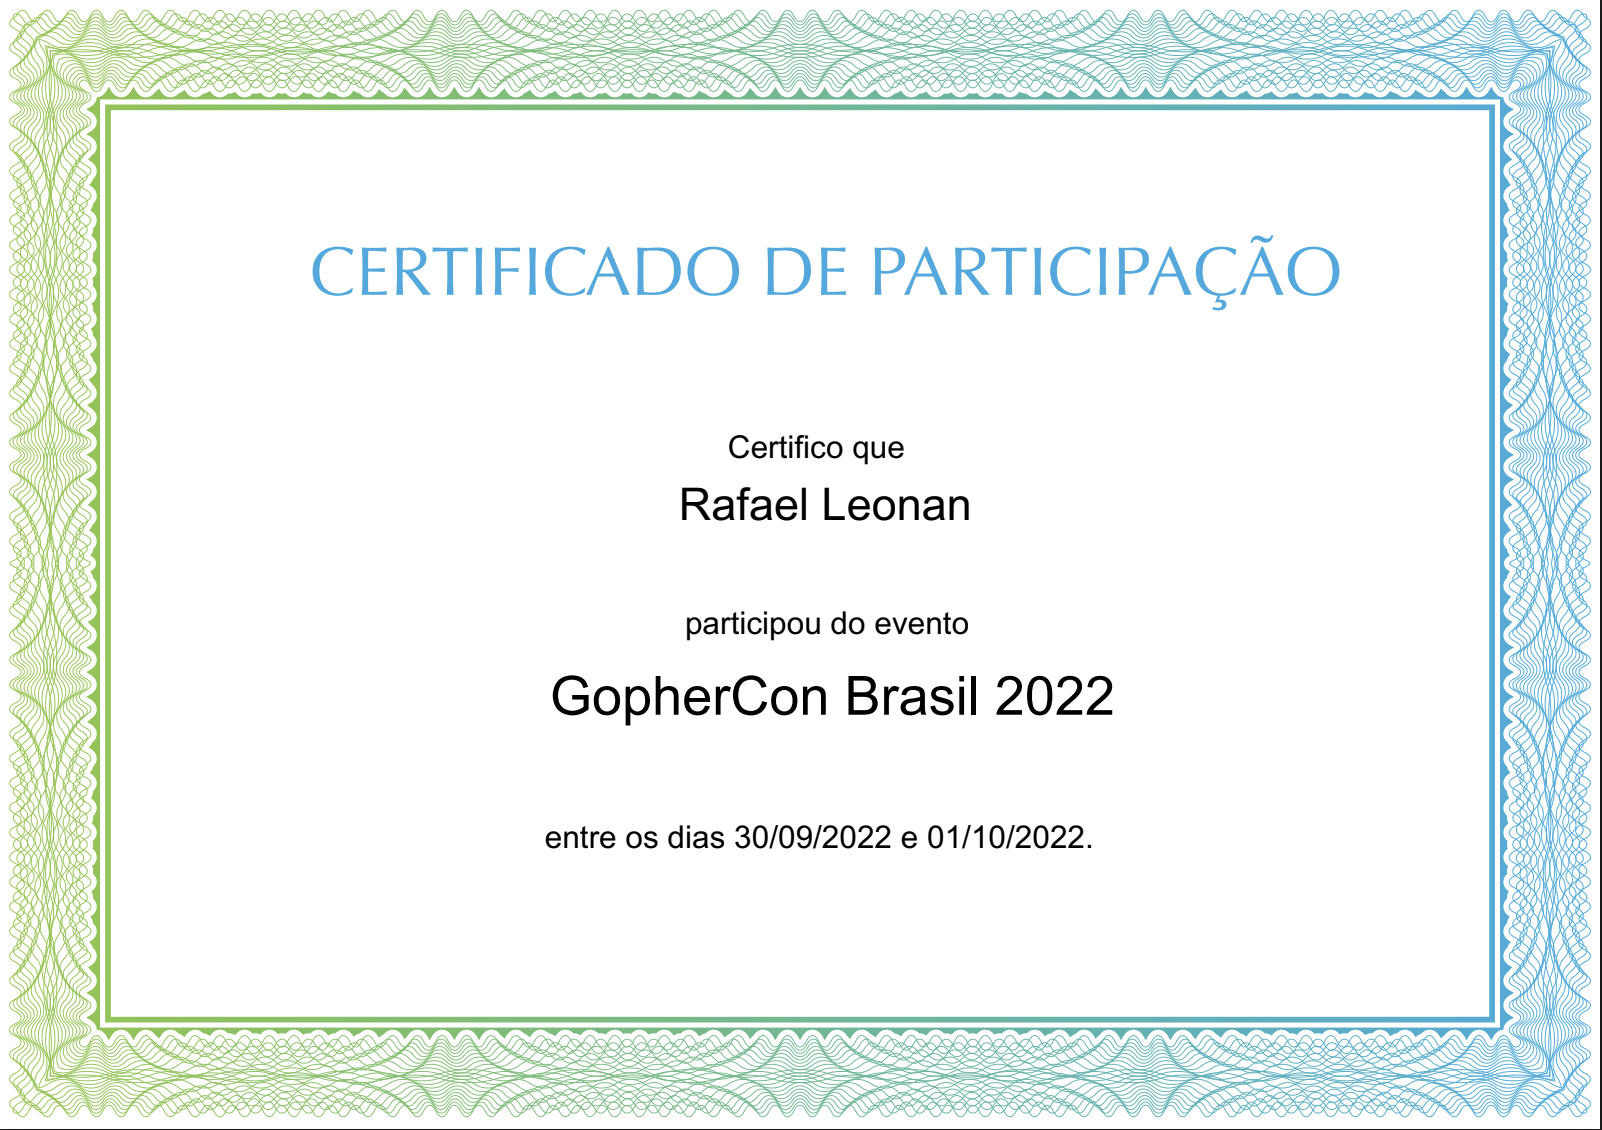 CERTIFICADO DE PARTICIPAÇÃO
Certifico que
Rafael Leonan
participou do evento
GopherCon Brasil 2022
entre os dias 30/09/2022 e 01/10/2022.